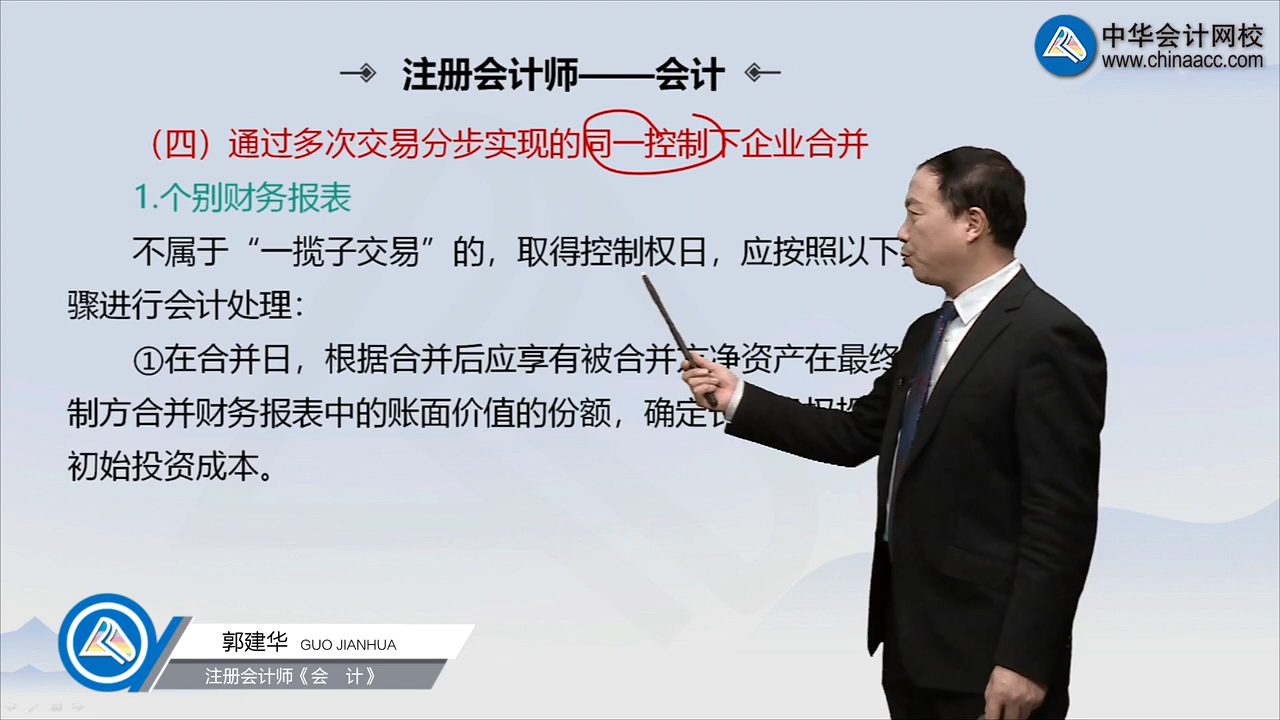 中华会计网校
www.chinaacc.com
注册会计师——会计
（四）通过多次交易分步实现的同一控制下企业合并
1.个别财务报表
不属于“一揽子交易”的，取得控制权日，应按照以下
骤进行会计处理：
①在合并日，根据合并后应享有被合并方净资产在最终
制方合并财务报表中的账面价值的份额，确定
初始投资成本。
郭建华 GUO JIANHUA
注册会计师《会 计》